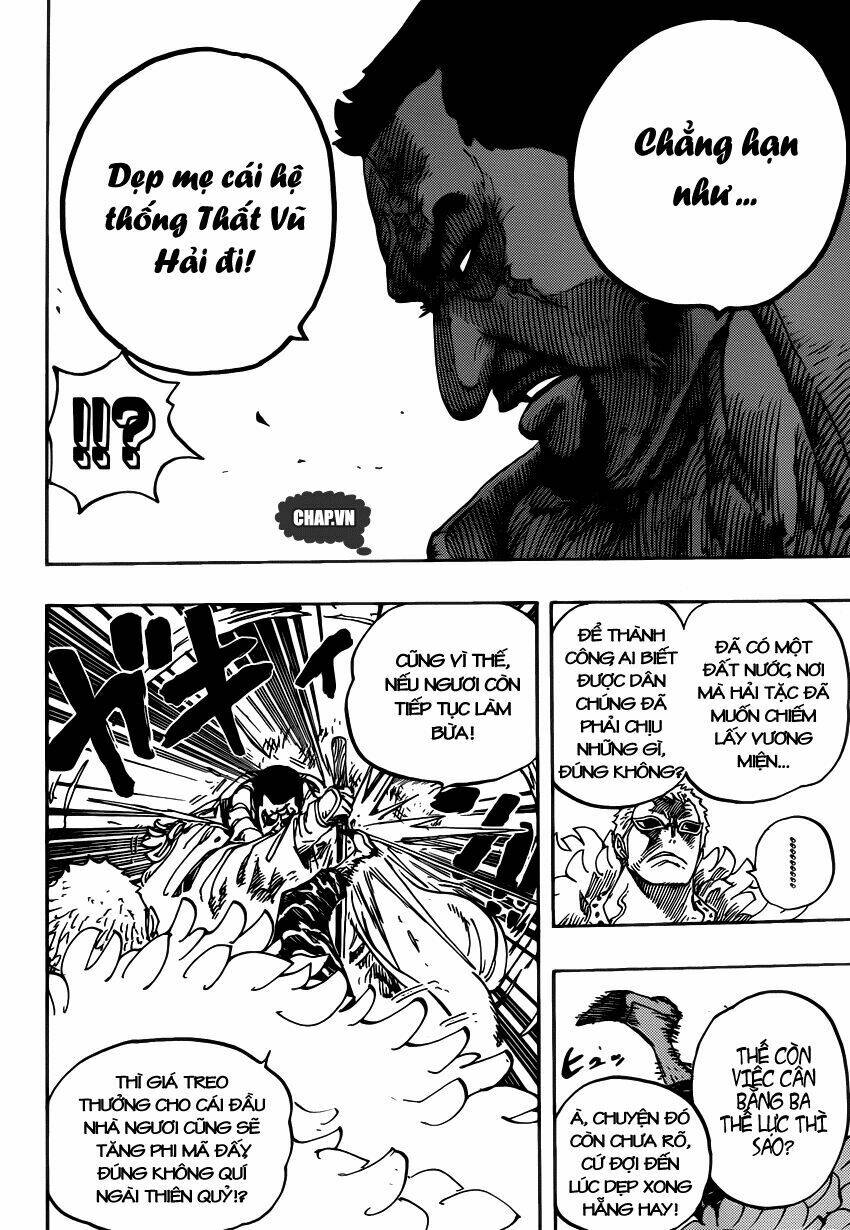 Chẳng hạn
như ...
Dẹp mẹ cái hệ
thống Thất Vũ
Hải đi!
!!?
CHAP.VN
ĐÃ CÓ MỘT
ĐẤT NƯỚC, NƠI
MÀ HẢI TẶC ĐÃ
MUỐN CHIẾM
LẤY VƯƠNG
MIỆN...
ĐỂ THÀNH
CÔNG, AI BIẾT
ĐƯỢC DÂN
CHÚNG ĐÃ
PHẢI CHỊU
NHỮNG GÌ,
ĐÚNG KHÔNG?
.........
CŨNG VÌ THẾ,
NẾU NGƯƠI CÒN
TIẾP TỤC LÀM
BỪA!
THÌ GIÁ TREO
THƯỞNG CHO CÁI ĐẦU
NHÀ NGƯƠI CŨNG SẼ
TĂNG PHI MÃ ĐẤY,
ĐÚNG KHÔNG QUÍ
NGÀI THIÊN QUỶ!?
THẾ CÒN
VIỆC CÂN
BẰNG BA
THẾ LỰC THÌ
SAO?
À, CHUYỆN ĐÓ
CÒN CHƯA RÕ,
CỨ ĐỢI ĐẾN
LÚC DẸP XONG
HẴNG HAY!